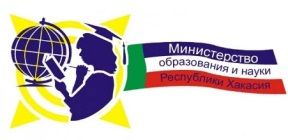 Министерство
образования и науки
Республики Хакасия